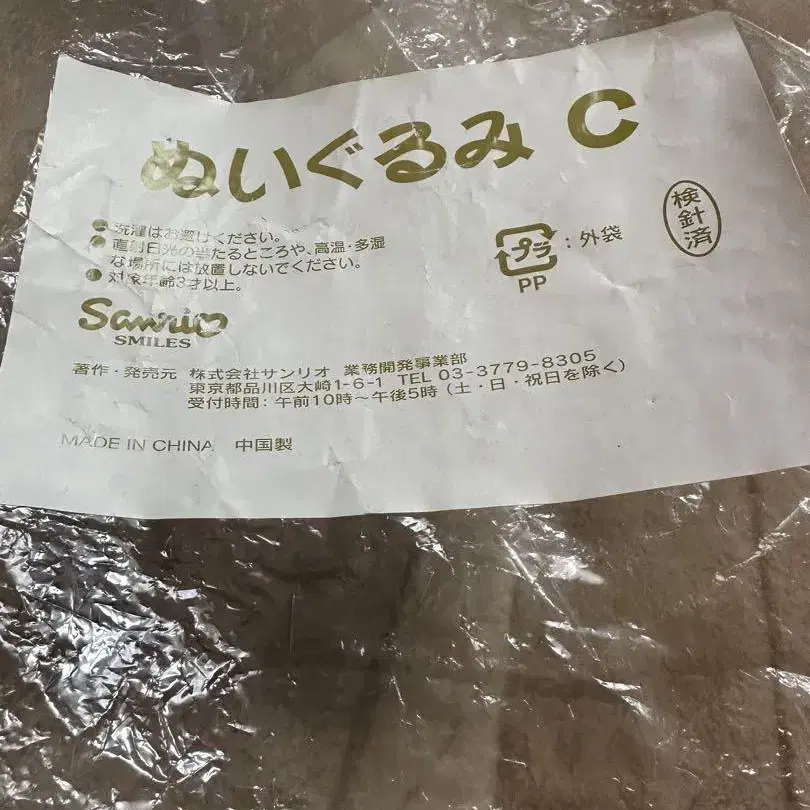 ぬいぐるみ C
● 洗濯はお避けください。
● 直射日光の当たるところや、高温・多湿
な場所には放置しないでください。
● 対象年齢3才以上。
プラ : 外袋
PP
検針済
Sanrio
SMILES
著作・発売元 株式会社サンリオ 業務開発事業部
東京都品川区大崎1-6-1 TEL 03-3779-8305
受付時間：午前10時～午後5時（土・日・祝日を除く）
MADE IN CHINA 中国製